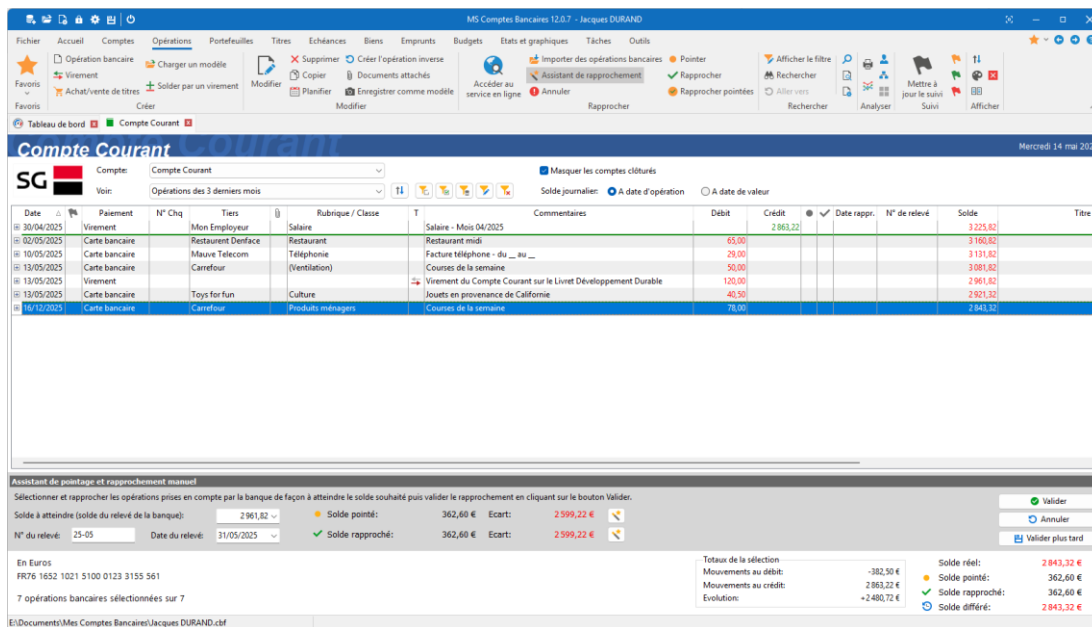 MS Comptes Bancaires 12.0.7 - Jacques DURAND
Fichier Accueil Comptes Opérations Portefeuilles Titres Echéances Biens Emprunts Budgets Etats et graphiques Tâches Outils
Opération bancaire Charger un modèle Supprimer Créer l'opération inverse Importer des opérations bancaires Pointer Afficher le filtre
Favoris Virement Solder par un virement Modifier Copier Documents attachés Accéder au service en ligne Assistant de rapprochement Rapprocher Rechercher Mettre à jour le suivi
Achat/vente de titres Planifier Enregistrer comme modèle Annuler Rapprocher pointées Aller vers
Favoris Créer Modifier Rapprocher Rechercher Analyser Suivi Afficher
Tableau de bord Compte Courant
Compte Courant Mercredi 14 mai 202
SG Compte: Compte Courant Masquer les comptes clôturés
Voir: Opérations des 3 derniers mois Solde journalier: A date d'opération A date de valeur
Date Paiement N° Chq Tiers Rubrique / Classe T Commentaires Débit Crédit Date rappr. N° de relevé Solde Titre
30/04/2025 Virement Mon Employeur Salaire Salaire - Mois 04/2025 2 863,22 3 225,82
02/05/2025 Carte bancaire Restaurent Denface Restaurant Restaurant midi 65,00 3 160,82
10/05/2025 Carte bancaire Mauve Telecom Téléphonie Facture téléphone - du __ au __ 29,00 3 131,82
13/05/2025 Carte bancaire Carrefour (Ventilation) Courses de la semaine 50,00 3 081,82
13/05/2025 Virement Virement du Compte Courant sur le Livret Développement Durable 120,00 2 961,82
13/05/2025 Carte bancaire Toys for fun Culture Jouets en provenance de Californie 40,50 2 921,32
16/12/2025 Carte bancaire Carrefour Produits ménagers Courses de la semaine 78,00 2 843,32
Assistant de pointage et rapprochement manuel
Sélectionner et rapprocher les opérations prises en compte par la banque de façon à atteindre le solde souhaité puis valider le rapprochement en cliquant sur le bouton Valider.
Valider
Solde à atteindre (solde du relevé de la banque): 2 961,82 Solde pointé: 362,60 € Ecart: 2 599,22 €
Annuler
N° du relevé: 25-05 Date du relevé: 31/05/2025 Solde rapproché: 362,60 € Ecart: 2 599,22 €
Valider plus tard
En Euros Totaux de la sélection Solde réel: 2 843,32 €
FR76 1652 1021 5100 0123 3155 561 Mouvements au débit: -382,50 € Solde pointé: 362,60 €
Mouvements au crédit: 2 863,22 € Solde rapproché: 362,60 €
7 opérations bancaires sélectionnées sur 7 Evolution: +2 480,72 € Solde différé: 2 843,32 €
E:\Documents\Mes Comptes Bancaires\Jacques DURAND.cbf